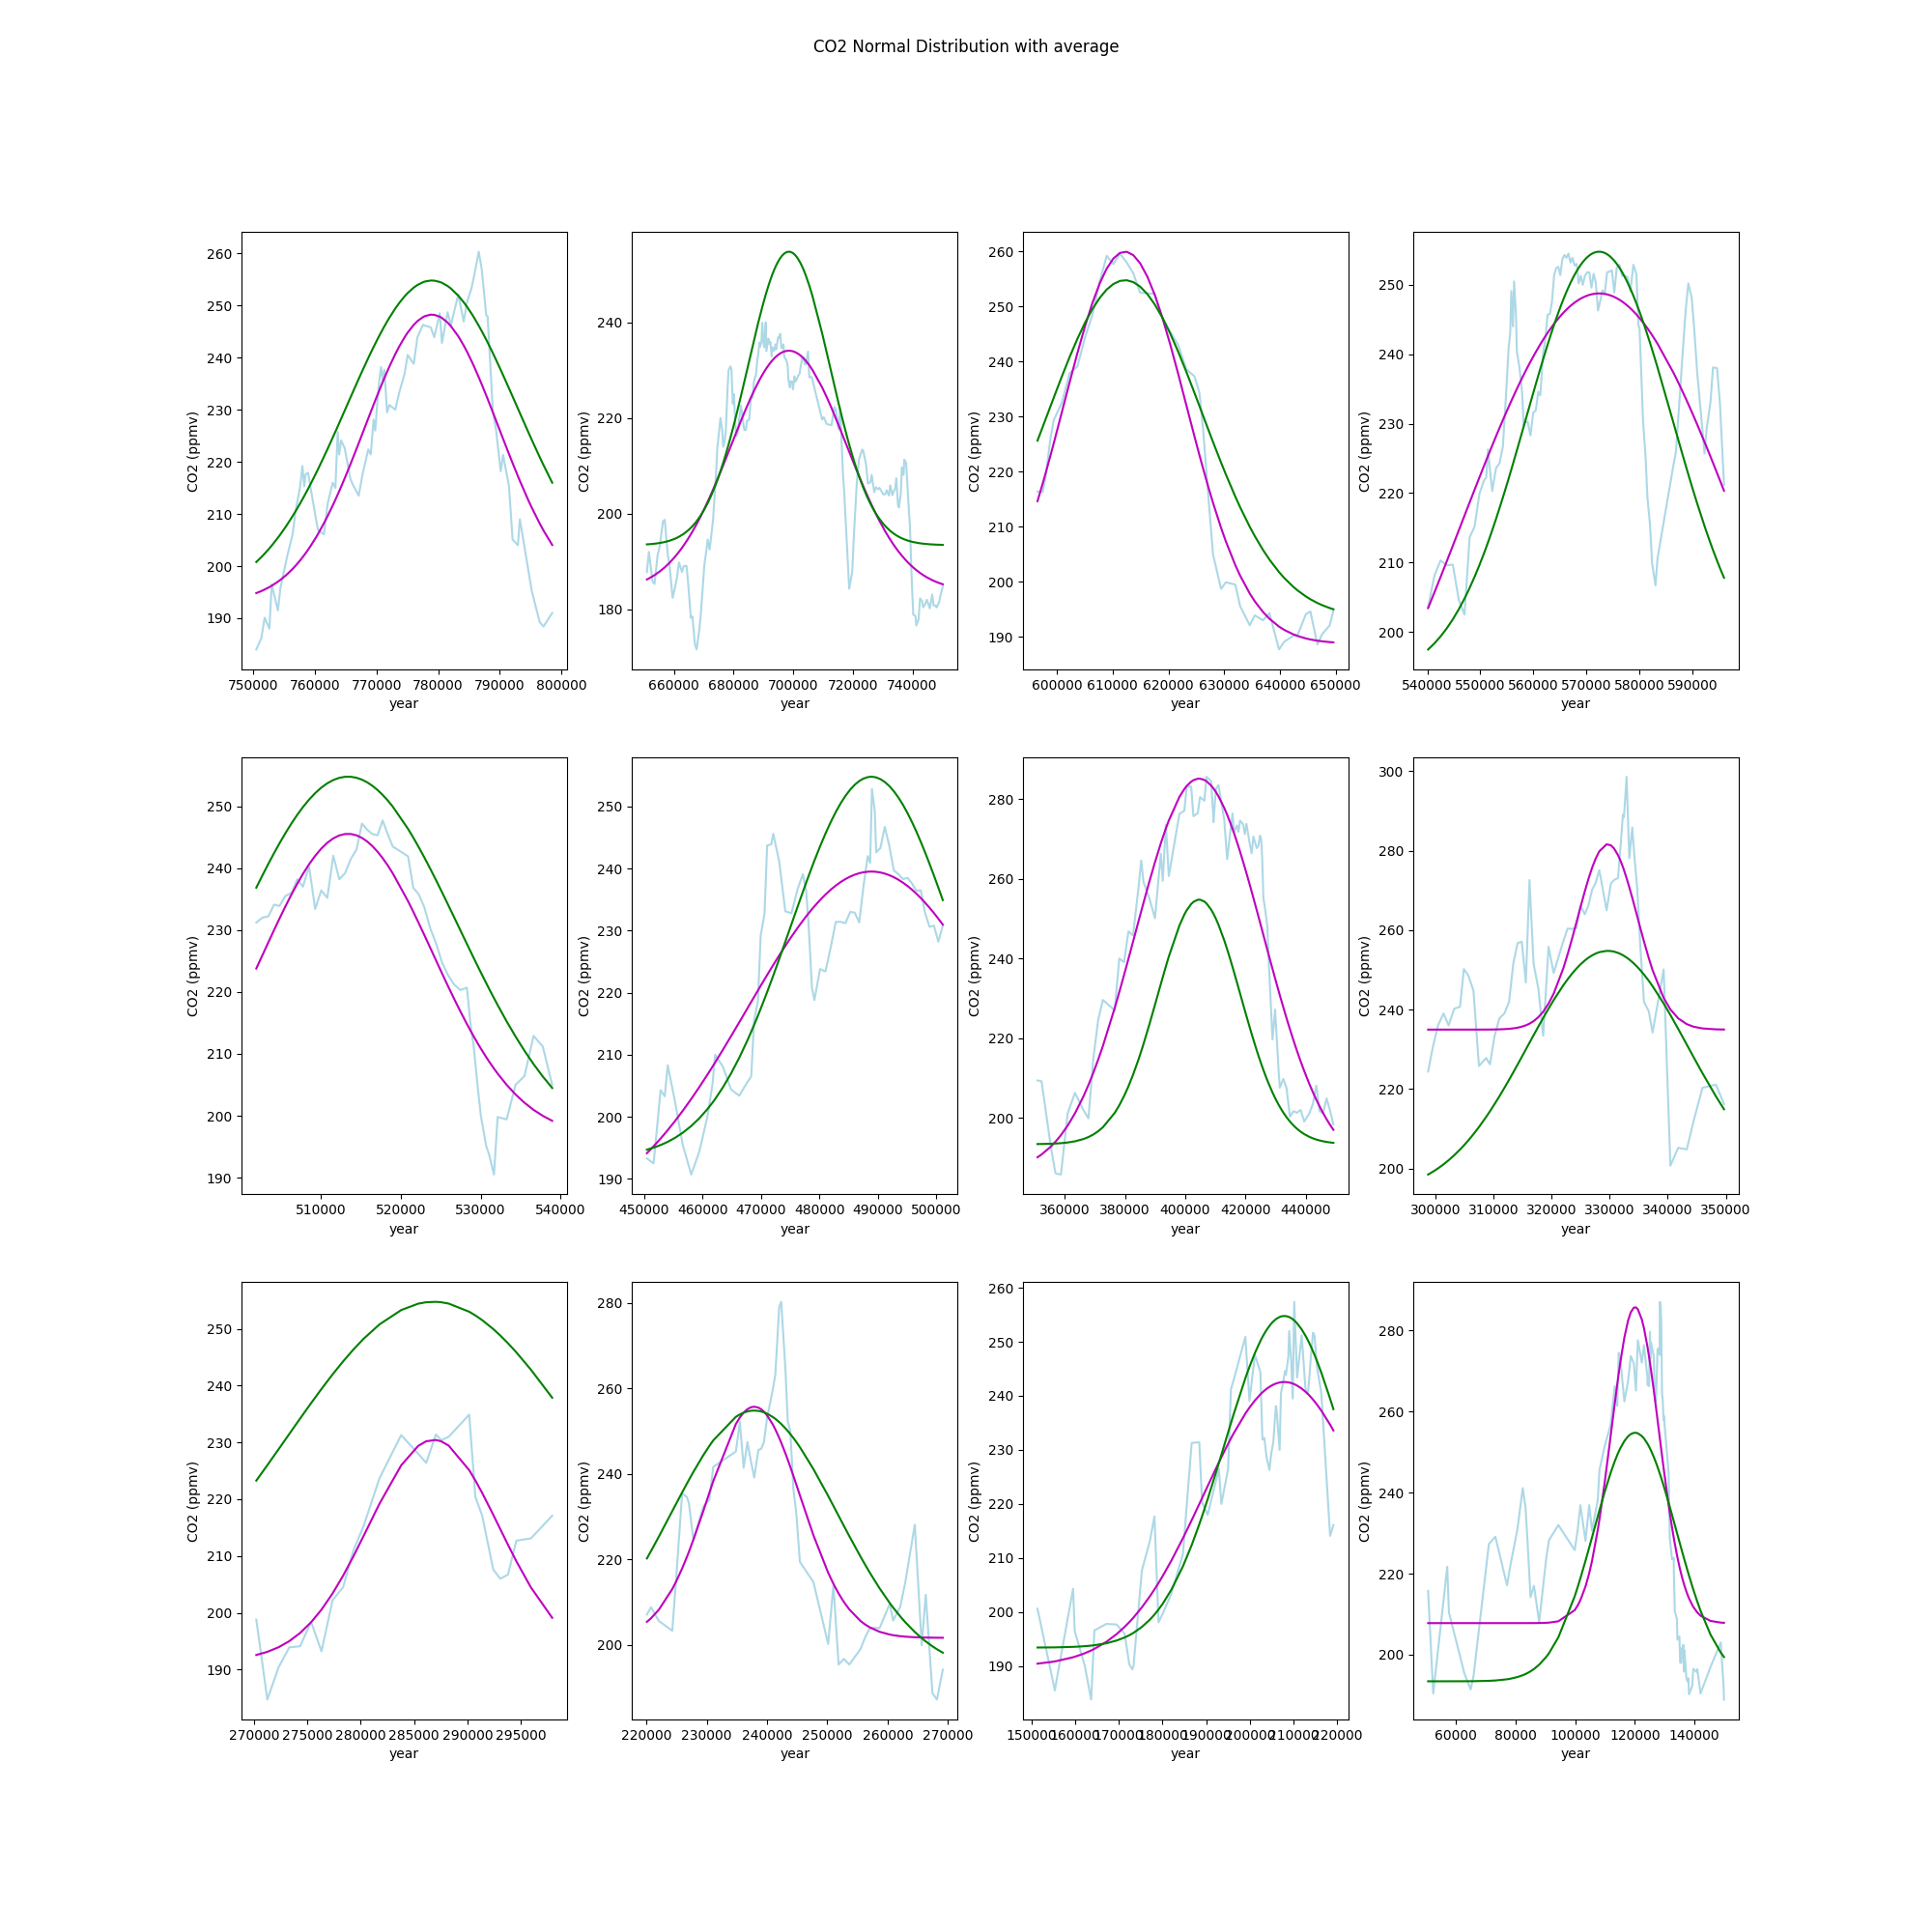 CO2 Normal Distribution with average
260
250
240
230
220
210
200
190
CO2 (ppmv)
750000 760000 770000 780000 790000 800000
year
240
220
200
180
CO2 (ppmv)
660000 680000 700000 720000 740000
year
260
250
240
230
220
210
200
190
CO2 (ppmv)
600000 610000 620000 630000 640000 650000
year
250
240
230
220
210
200
CO2 (ppmv)
540000 550000 560000 570000 580000 590000
year
250
240
230
220
210
200
190
CO2 (ppmv)
510000 520000 530000 540000
year
250
240
230
220
210
200
190
CO2 (ppmv)
450000 460000 470000 480000 490000 500000
year
280
260
240
220
200
CO2 (ppmv)
360000 380000 400000 420000 440000
year
300
280
260
240
220
200
CO2 (ppmv)
300000 310000 320000 330000 340000 350000
year
250
240
230
220
210
200
190
CO2 (ppmv)
270000 275000 280000 285000 290000 295000
year
280
260
240
220
200
CO2 (ppmv)
220000 230000 240000 250000 260000 270000
year
260
250
240
230
220
210
200
190
CO2 (ppmv)
150000 160000 170000 180000 190000 200000 210000 220000
year
280
260
240
220
200
CO2 (ppmv)
60000 80000 100000 120000 140000
year